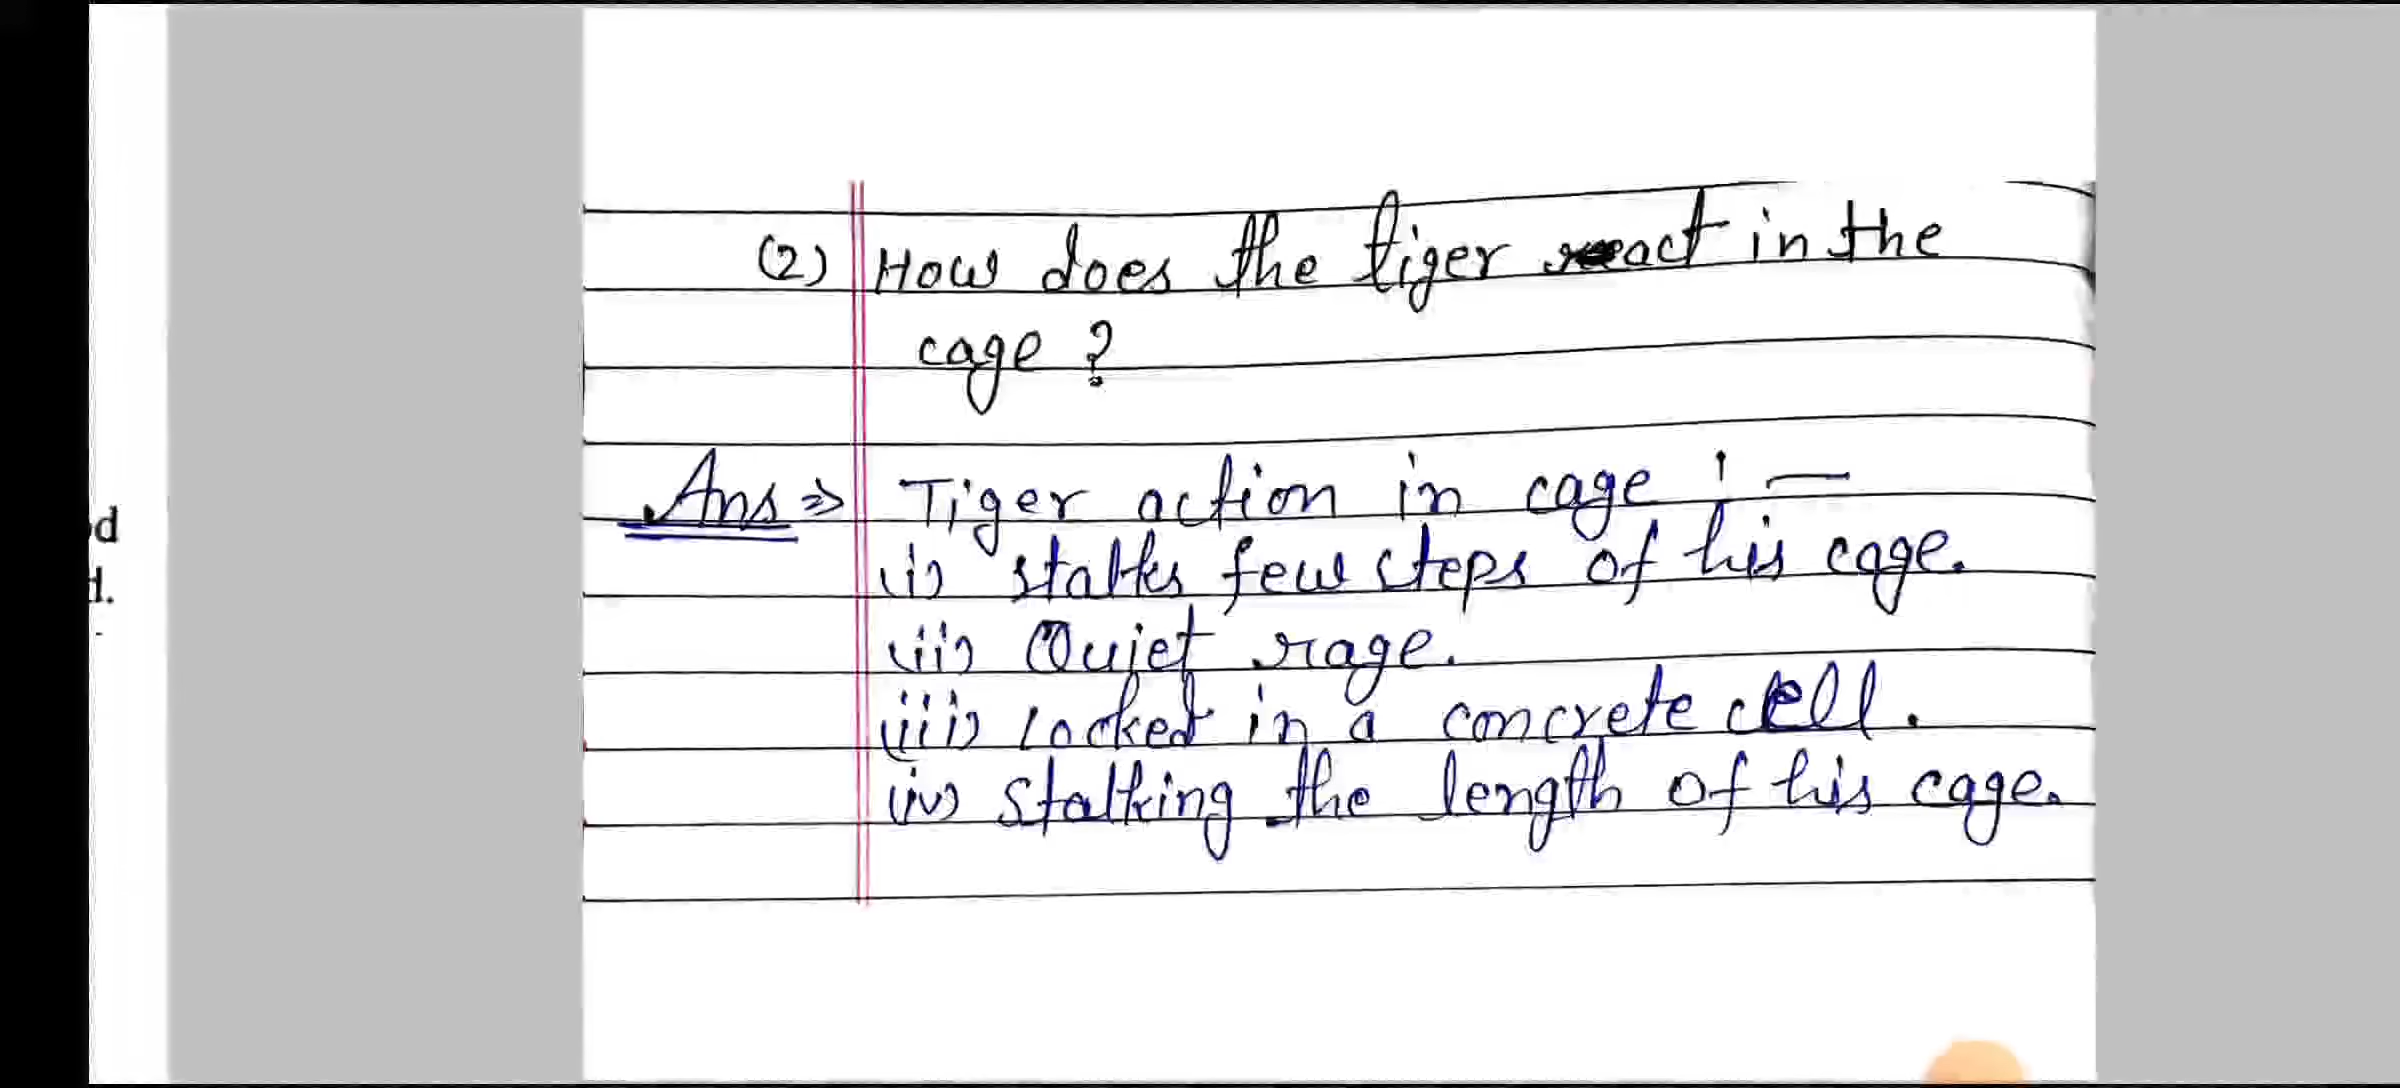 (2) How does the tiger react in the
cage ?
Ans ⇒ Tiger action in cage : —
(i) stalks few steps of his cage.
(ii) Quiet rage.
(iii) Locked in a concrete cell.
(iv) Stalking the length of his cage.
d
d.